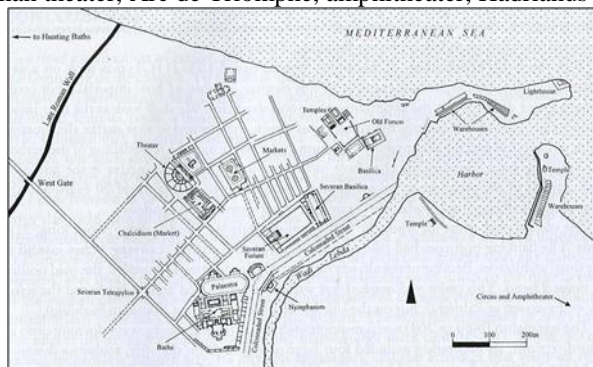 theater, Arc de Triomphe, amphitheater,
to Hunting Baths
MEDITERRANEAN SEA
Late Roman Wall
Lighthouse
Temples
Old Forum
Warehouses
Theater
Markets
Basilica
Harbor
Temple
West Gate
Severan Basilica
Warehouses
Chalcidium (Market)
Severan
Forum
Colonnaded Street
Wadi Lebda
Temple
Palaestra
Severan Tetrapylon
Nymphaeum
Circus and Amphitheater
Colonnaded Street
Baths
0 100 200m